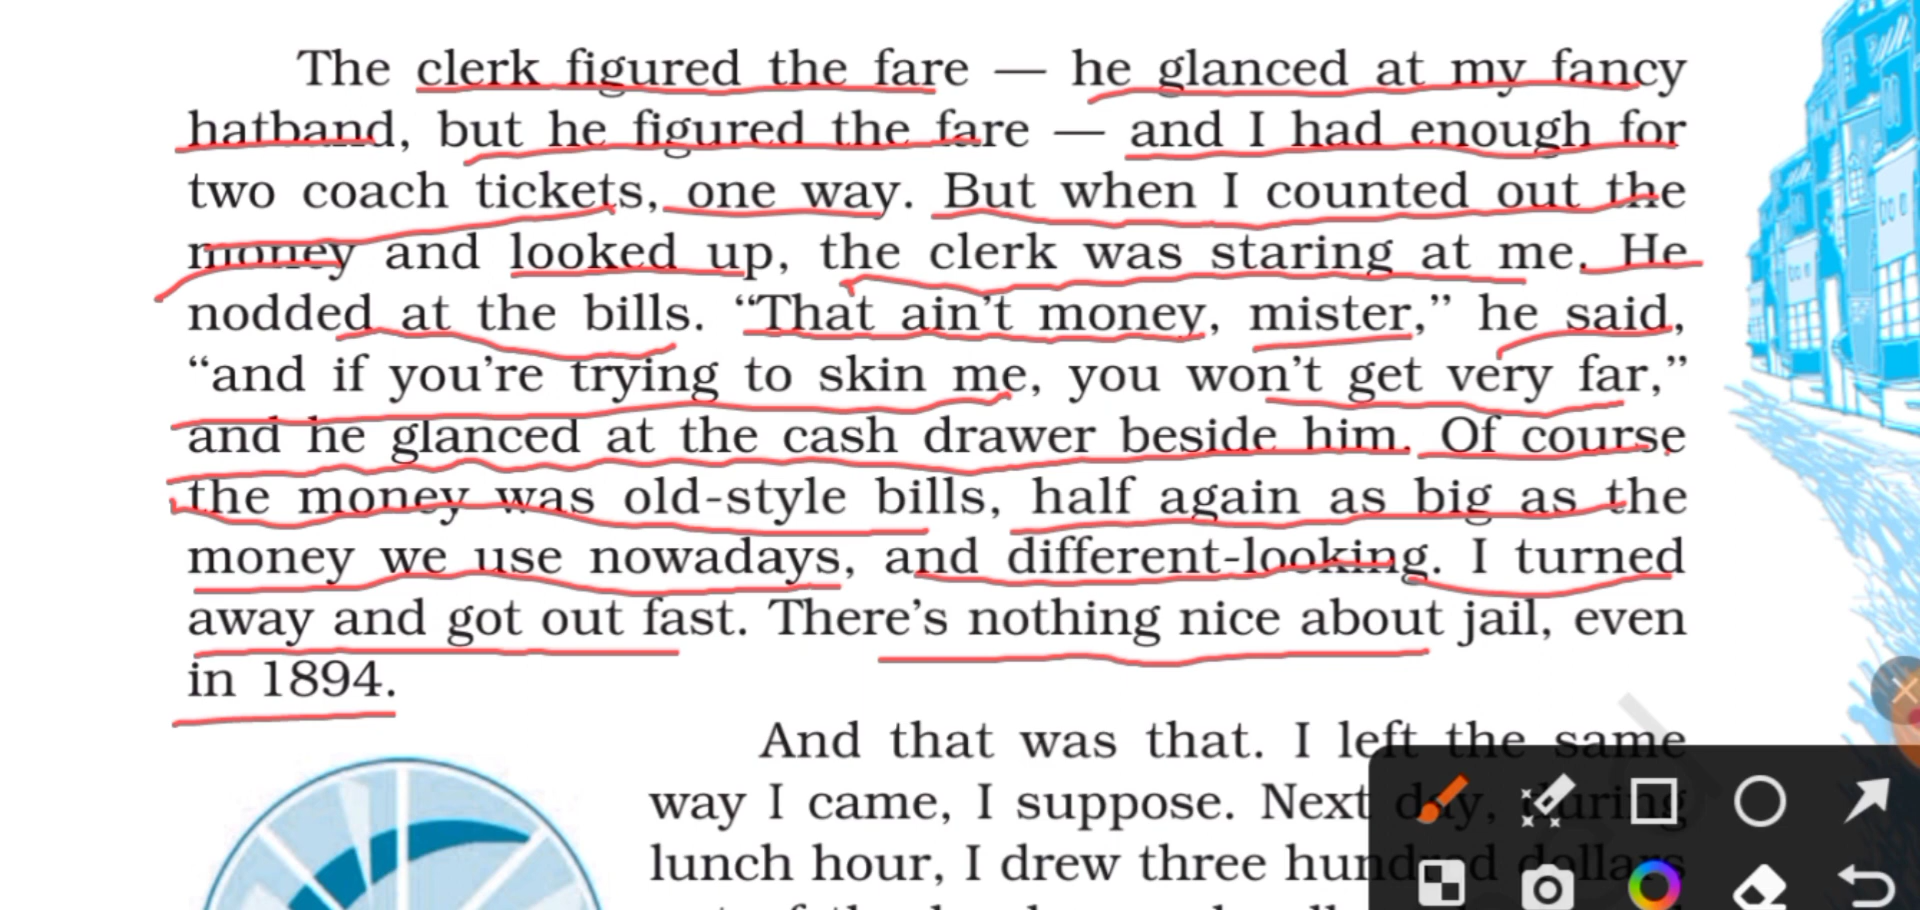 The clerk figured the fare — he glanced at my fancy
hatband, but he figured the fare — and I had enough for
two coach tickets, one way. But when I counted out the
money and looked up, the clerk was staring at me. He
nodded at the bills. “That ain’t money, mister,” he said,
“and if you’re trying to skin me, you won’t get very far,”
and he glanced at the cash drawer beside him. Of course
the money was old-style bills, half again as big as the
money we use nowadays, and different-looking. I turned
away and got out fast. There’s nothing nice about jail, even
in 1894.
And that was that. I left the same
way I came, I suppose. Next day, during
lunch hour, I drew three hundred dollars